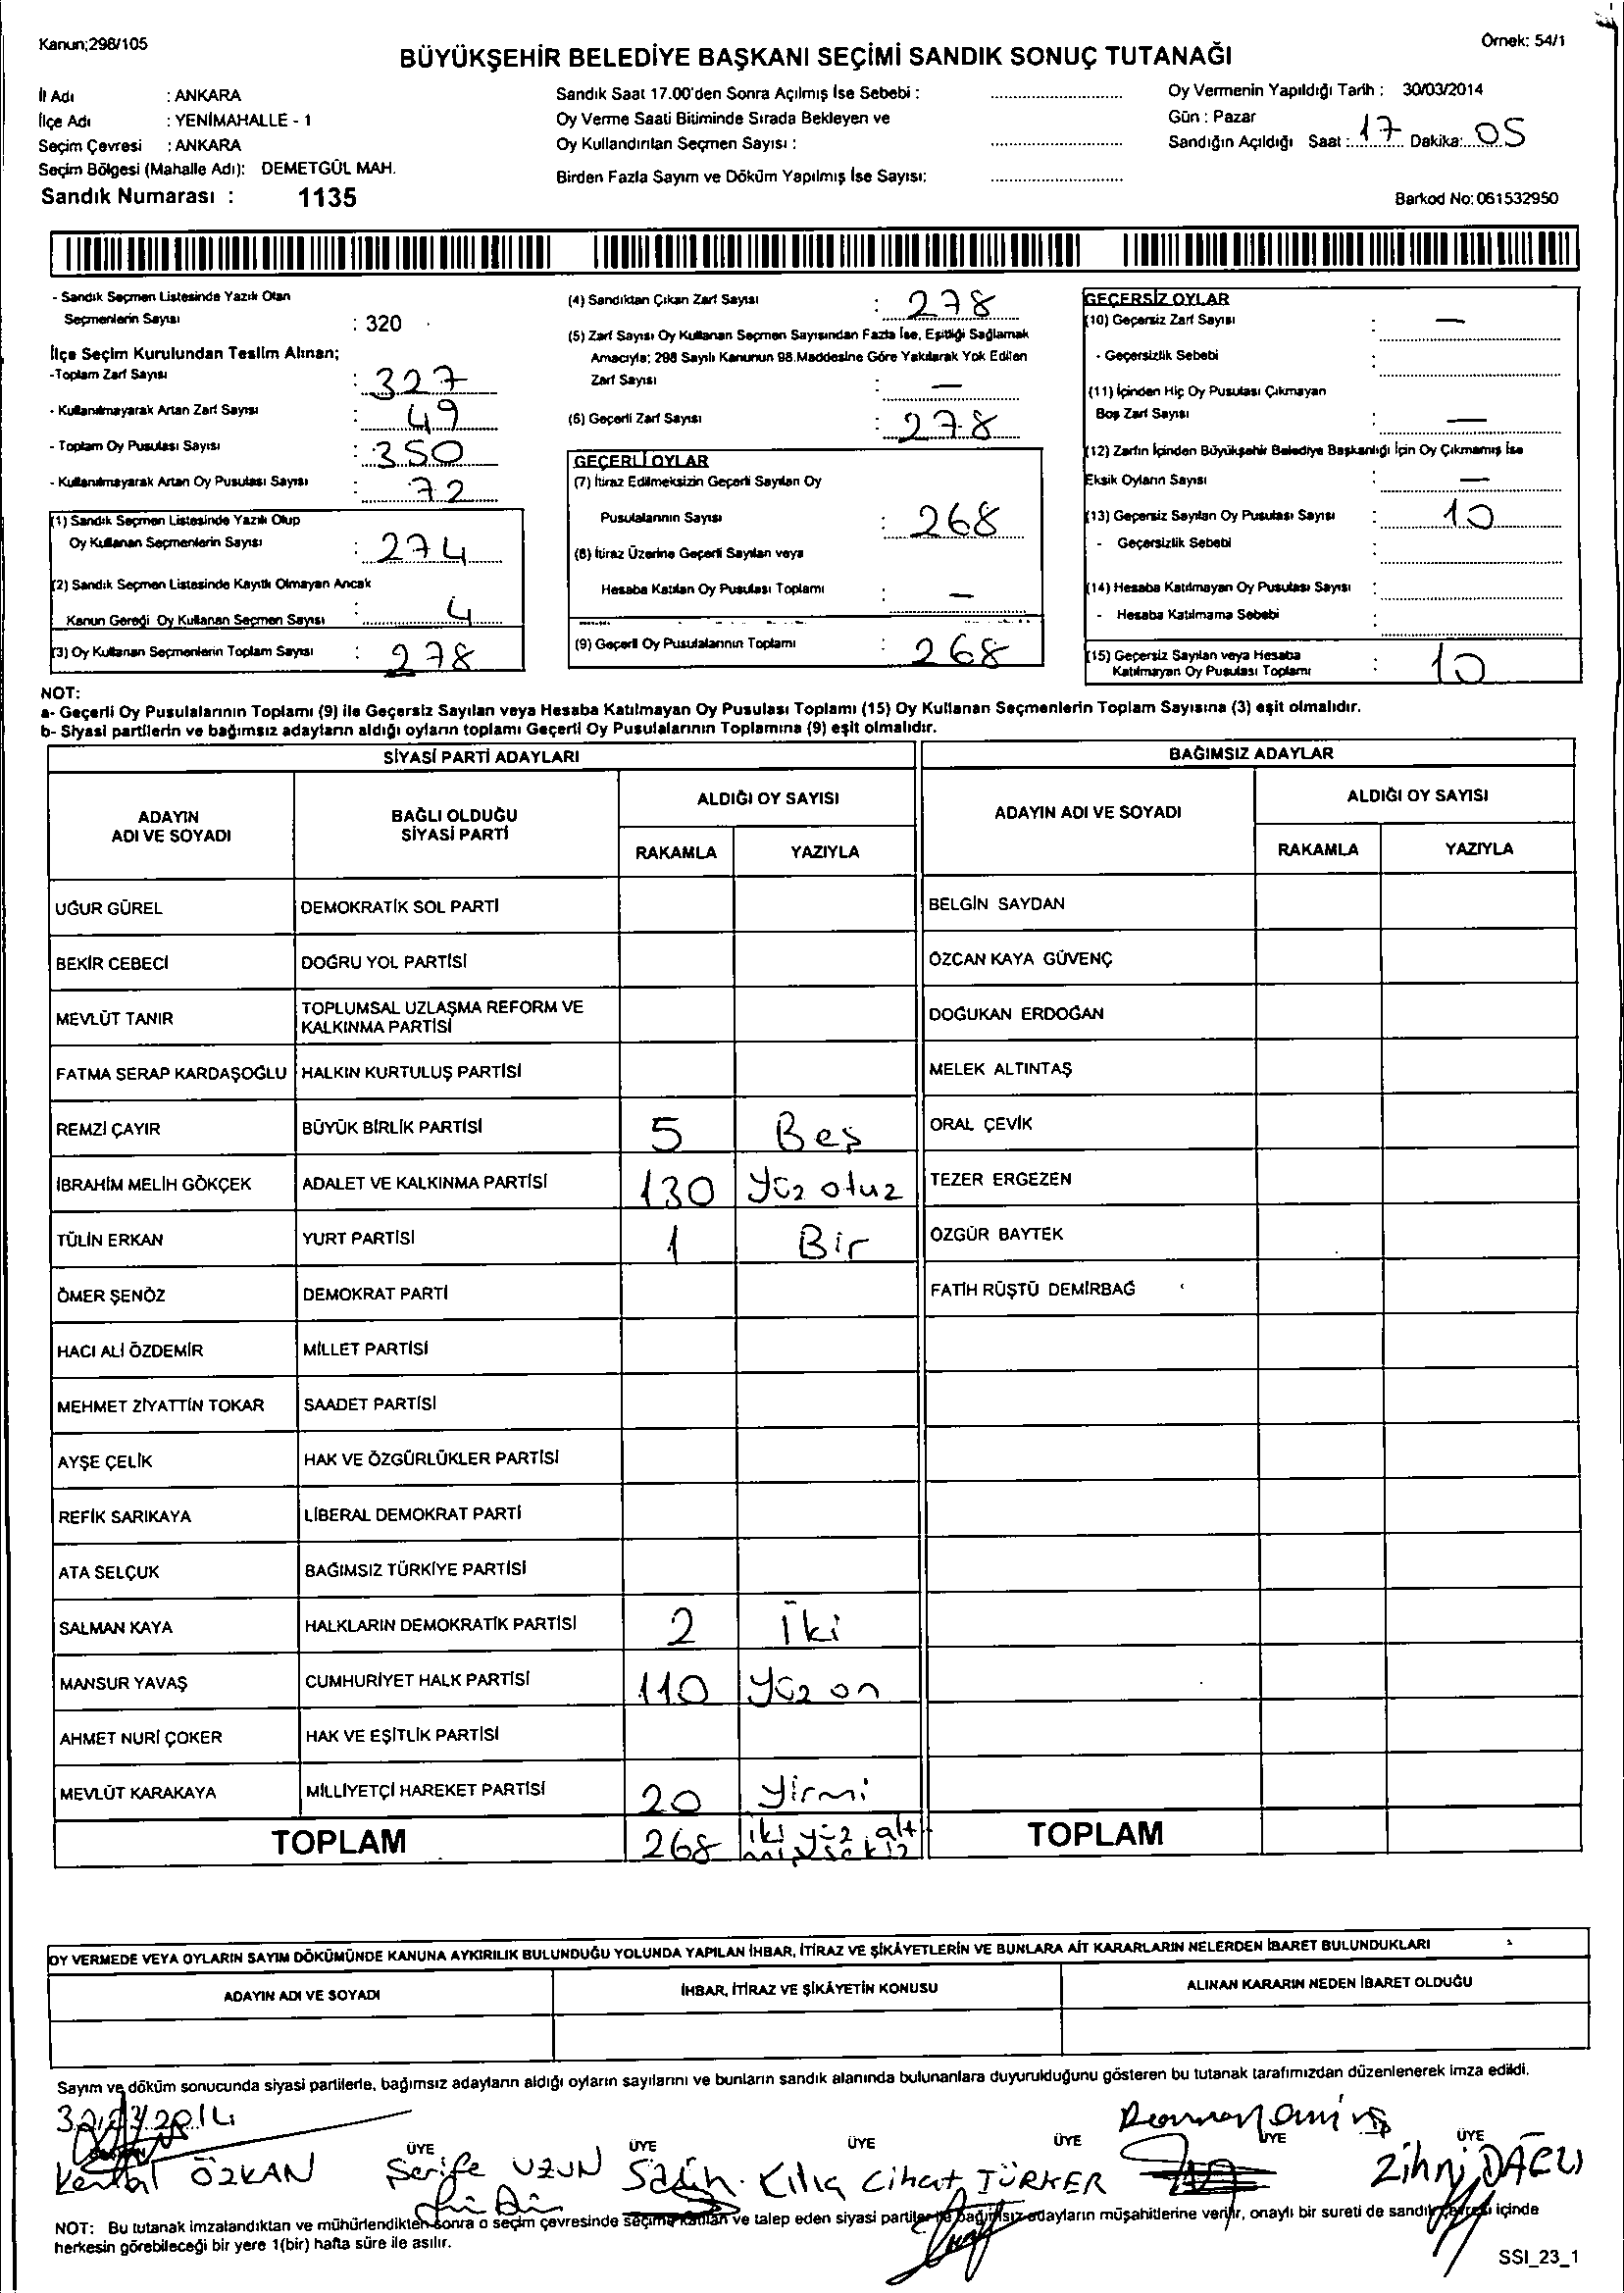 Kanun;298/105
Örnek: 54/1
BÜYÜKŞEHİR BELEDİYE BAŞKANI SEÇİMİ SANDIK SONUÇ TUTANAĞI
İl Adı : ANKARA
İlçe Adı : YENİMAHALLE - 1
Seçim Çevresi : ANKARA
Seçim Bölgesi (Mahalle Adı): DEMETGÜL MAH.
Sandık Numarası : 1135
Sandık Saat 17.00'den Sonra Açılmış İse Sebebi :
Oy Verme Saati Bitiminde Sırada Bekleyen ve
Oy Kullandırılan Seçmen Sayısı :
Birden Fazla Sayım ve Döküm Yapılmış İse Sayısı:
Oy Vermenin Yapıldığı Tarih : 30/03/2014
Gün : Pazar
Sandığın Açıldığı Saat : 17 Dakika: 05
Barkod No: 061532950
- Sandık Seçmen Listesinde Yazılı Olan
Seçmenlerin Sayısı : 320
İlçe Seçim Kurulundan Teslim Alınan;
-Toplam Zarf Sayısı : 327
- Kullanılmayarak Artan Zarf Sayısı : 49
- Toplam Oy Pusulası Sayısı : 350
- Kullanılmayarak Artan Oy Pusulası Sayısı : 72
(1) Sandık Seçmen Listesinde Yazılı Olup
Oy Kullanan Seçmenlerin Sayısı : 274
(2) Sandık Seçmen Listesinde Kayıtlı Olmayan Ancak
Kanun Gereği Oy Kullanan Seçmen Sayısı : 4
(3) Oy Kullanan Seçmenlerin Toplam Sayısı : 278
(4) Sandıktan Çıkan Zarf Sayısı : 278
(5) Zarf Sayısı Oy Kullanan Seçmen Sayısından Fazla İse, Eşitliği Sağlamak
Amacıyla; 298 Sayılı Kanunun 98.Maddesine Göre Yakılarak Yok Edilen
Zarf Sayısı : —
(6) Geçerli Zarf Sayısı : 278
GEÇERLİ OYLAR
(7) İtiraz Edilmeksizin Geçerli Sayılan Oy
Pusulalarının Sayısı : 268
(8) İtiraz Üzerine Geçerli Sayılan veya
Hesaba Katılan Oy Pusulası Toplamı : —
(9) Geçerli Oy Pusulalarının Toplamı : 268
GEÇERSİZ OYLAR
(10) Geçersiz Zarf Sayısı : —
- Geçersizlik Sebebi :
(11) İçinden Hiç Oy Pusulası Çıkmayan
Boş Zarf Sayısı : —
(12) Zarfın İçinden Büyükşehir Belediye Başkanlığı İçin Oy Çıkmamış İse
Eksik Oyların Sayısı : —
(13) Geçersiz Sayılan Oy Pusulası Sayısı : 10
- Geçersizlik Sebebi :
(14) Hesaba Katılmayan Oy Pusulası Sayısı :
- Hesaba Katılmama Sebebi :
(15) Geçersiz Sayılan veya Hesaba
Katılmayan Oy Pusulası Toplamı : 10
NOT:
a- Geçerli Oy Pusulalarının Toplamı (9) ile Geçersiz Sayılan veya Hesaba Katılmayan Oy Pusulası Toplamı (15) Oy Kullanan Seçmenlerin Toplam Sayısına (3) eşit olmalıdır.
b- Siyasi partilerin ve bağımsız adayların aldığı oyların toplamı Geçerli Oy Pusulalarının Toplamına (9) eşit olmalıdır.
SİYASİ PARTİ ADAYLARI
ADAYIN ADI VE SOYADI BAĞLI OLDUĞU SİYASİ PARTİ ALDIĞI OY SAYISI RAKAMLA YAZIYLA
UĞUR GÜREL DEMOKRATİK SOL PARTİ
BEKİR CEBECİ DOĞRU YOL PARTİSİ
MEVLÜT TANIR TOPLUMSAL UZLAŞMA REFORM VE KALKINMA PARTİSİ
FATMA SERAP KARDAŞOĞLU HALKIN KURTULUŞ PARTİSİ
REMZİ ÇAYIR BÜYÜK BİRLİK PARTİSİ 5 Beş
İBRAHİM MELİH GÖKÇEK ADALET VE KALKINMA PARTİSİ 130 Yüz otuz
TÜLİN ERKAN YURT PARTİSİ 1 Bir
ÖMER ŞENÖZ DEMOKRAT PARTİ
HACI ALİ ÖZDEMİR MİLLET PARTİSİ
MEHMET ZİYATTİN TOKAR SAADET PARTİSİ
AYŞE ÇELİK HAK VE ÖZGÜRLÜKLER PARTİSİ
REFİK SARIKAYA LİBERAL DEMOKRAT PARTİ
ATA SELÇUK BAĞIMSIZ TÜRKİYE PARTİSİ
SALMAN KAYA HALKLARIN DEMOKRATİK PARTİSİ 2 İki
MANSUR YAVAŞ CUMHURİYET HALK PARTİSİ 110 Yüz on
AHMET NURİ ÇOKER HAK VE EŞİTLİK PARTİSİ
MEVLÜT KARAKAYA MİLLİYETÇİ HAREKET PARTİSİ 20 Yirmi
TOPLAM 268 iki yüz altmışsekiz
BAĞIMSIZ ADAYLAR
ADAYIN ADI VE SOYADI ALDIĞI OY SAYISI RAKAMLA YAZIYLA
BELGİN SAYDAN
ÖZCAN KAYA GÜVENÇ
DOĞUKAN ERDOĞAN
MELEK ALTINTAŞ
ORAL ÇEVİK
TEZER ERGEZEN
ÖZGÜR BAYTEK
FATİH RÜŞTÜ DEMİRBAĞ
TOPLAM
OY VERMEDE VEYA OYLARIN SAYIM DÖKÜMÜNDE KANUNA AYKIRILIK BULUNDUĞU YOLUNDA YAPILAN İHBAR, İTİRAZ VE ŞİKÂYETLERİN VE BUNLARA AİT KARARLARIN NELERDEN İBARET BULUNDUKLARI
ADAYIN ADI VE SOYADI İHBAR, İTİRAZ VE ŞİKÂYETİN KONUSU ALINAN KARARIN NEDEN İBARET OLDUĞU
Sayım ve döküm sonucunda siyasi partilerle, bağımsız adayların aldığı oyların sayılarını ve bunların sandık alanında bulunanlara duyurulduğunu gösteren bu tutanak tarafımızdan düzenlenerek imza edildi.
ÜYE ÜYE ÜYE ÜYE ÜYE ÜYE
ÖZKAN Şerife UZUN Kılıç Cihat TÜRKER Zihni
NOT: Bu tutanak imzalandıktan ve mühürlendikten sonra o seçim çevresinde seçime katılan ve talep eden siyasi partiler ile bağımsız adayların müşahitlerine verilir, onaylı bir sureti de sandık çevresi içinde
herkesin görebileceği bir yere 1(bir) hafta süre ile asılır.
SSI_23_1